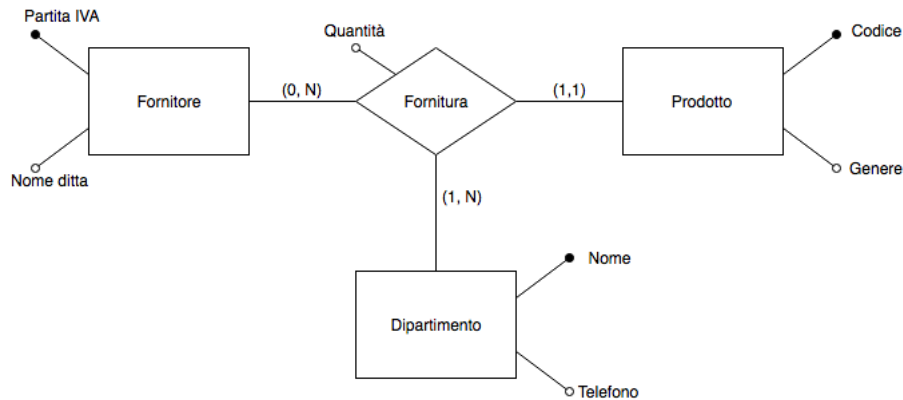 Partita IVA
Codice
Quantità
(0, N)
(1,1)
Fornitore
Fornitura
Prodotto
Nome ditta
Genere
(1, N)
Nome
Dipartimento
Telefono